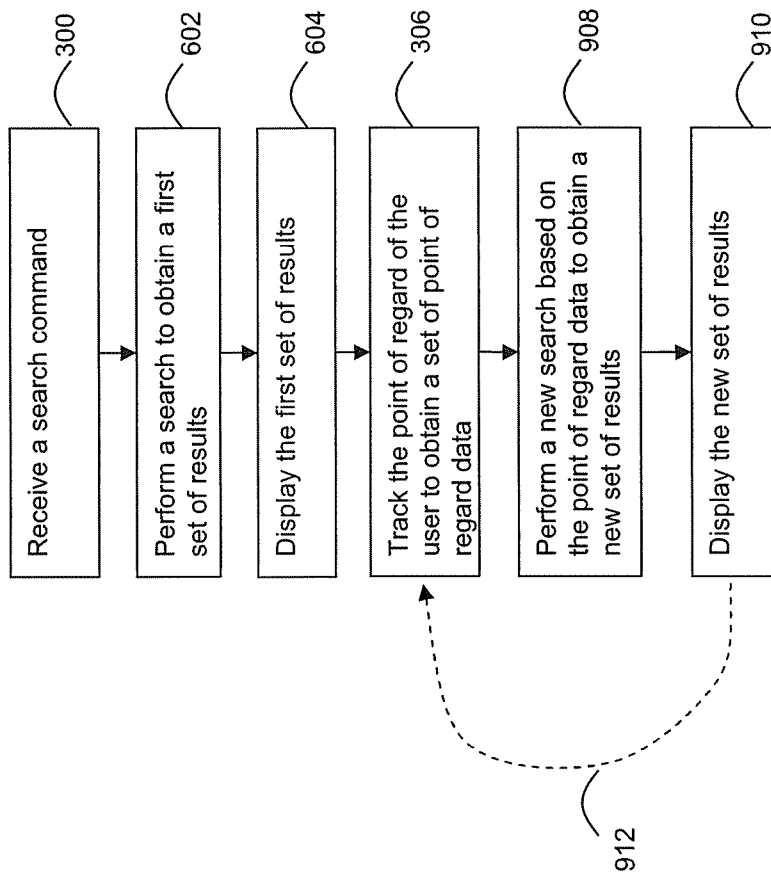 Receive a search command
300
Perform a search to obtain a first
set of results
602
Display the first set of results
604
Track the point of regard of the
user to obtain a set of point of
regard data
306
Perform a new search based on
the point of regard data to obtain a
new set of results
908
Display the new set of results
910
912